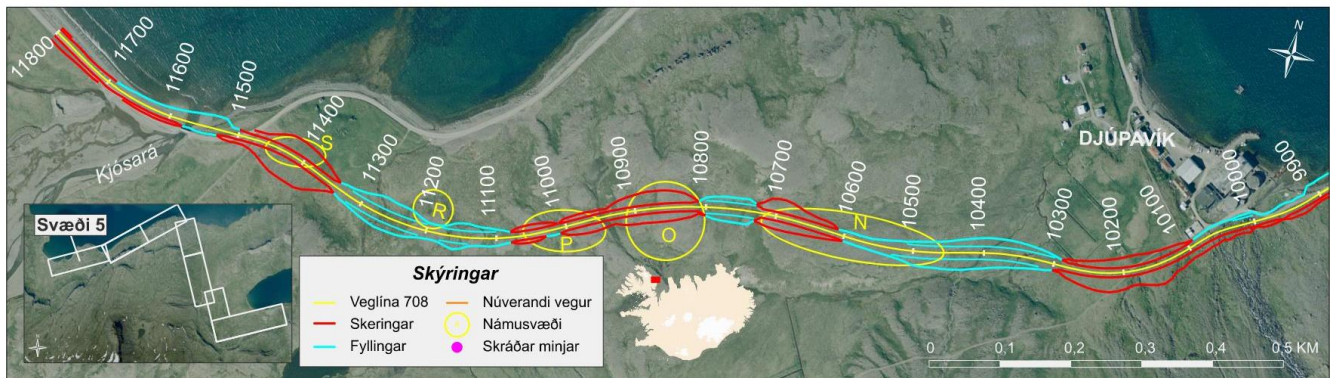 11800
11700
11600
11500
11400
11300
11200
11100
11000
10900
10800
10700
10600
10500
10400
10300
10200
10100
10000
9900
S
R
P
O
N
N
DJÚPAVÍK
Kjósará
Svæði 5
Skýringar
Veglína 708
Núverandi vegur
Skeringar
Námusvæði
Fyllingar
Skráðar minjar
0 0,1 0,2 0,3 0,4 0,5 KM